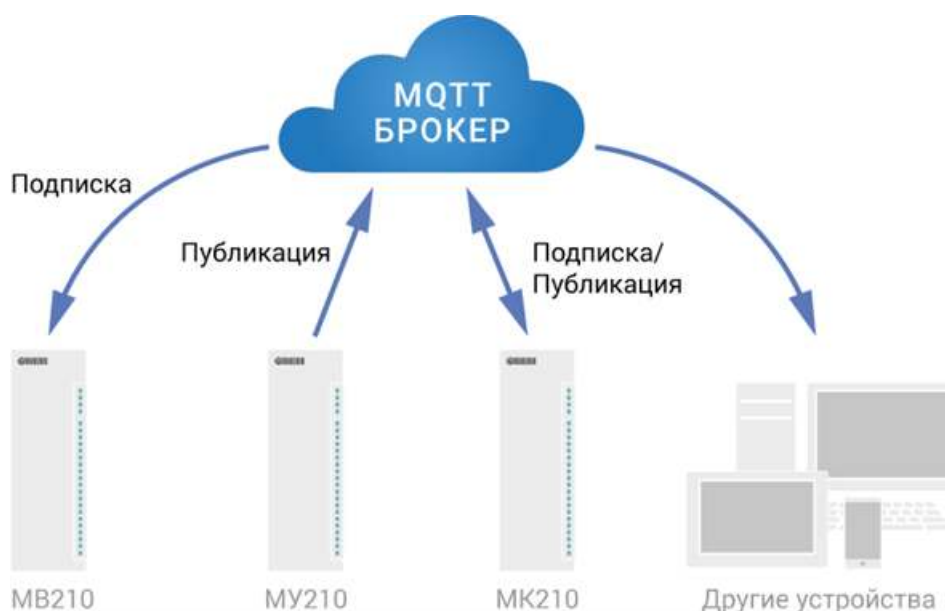 MQTT
БРОКЕР
Подписка
Публикация
Подписка/
Публикация
МВ210
МУ210
МК210
Другие устройства